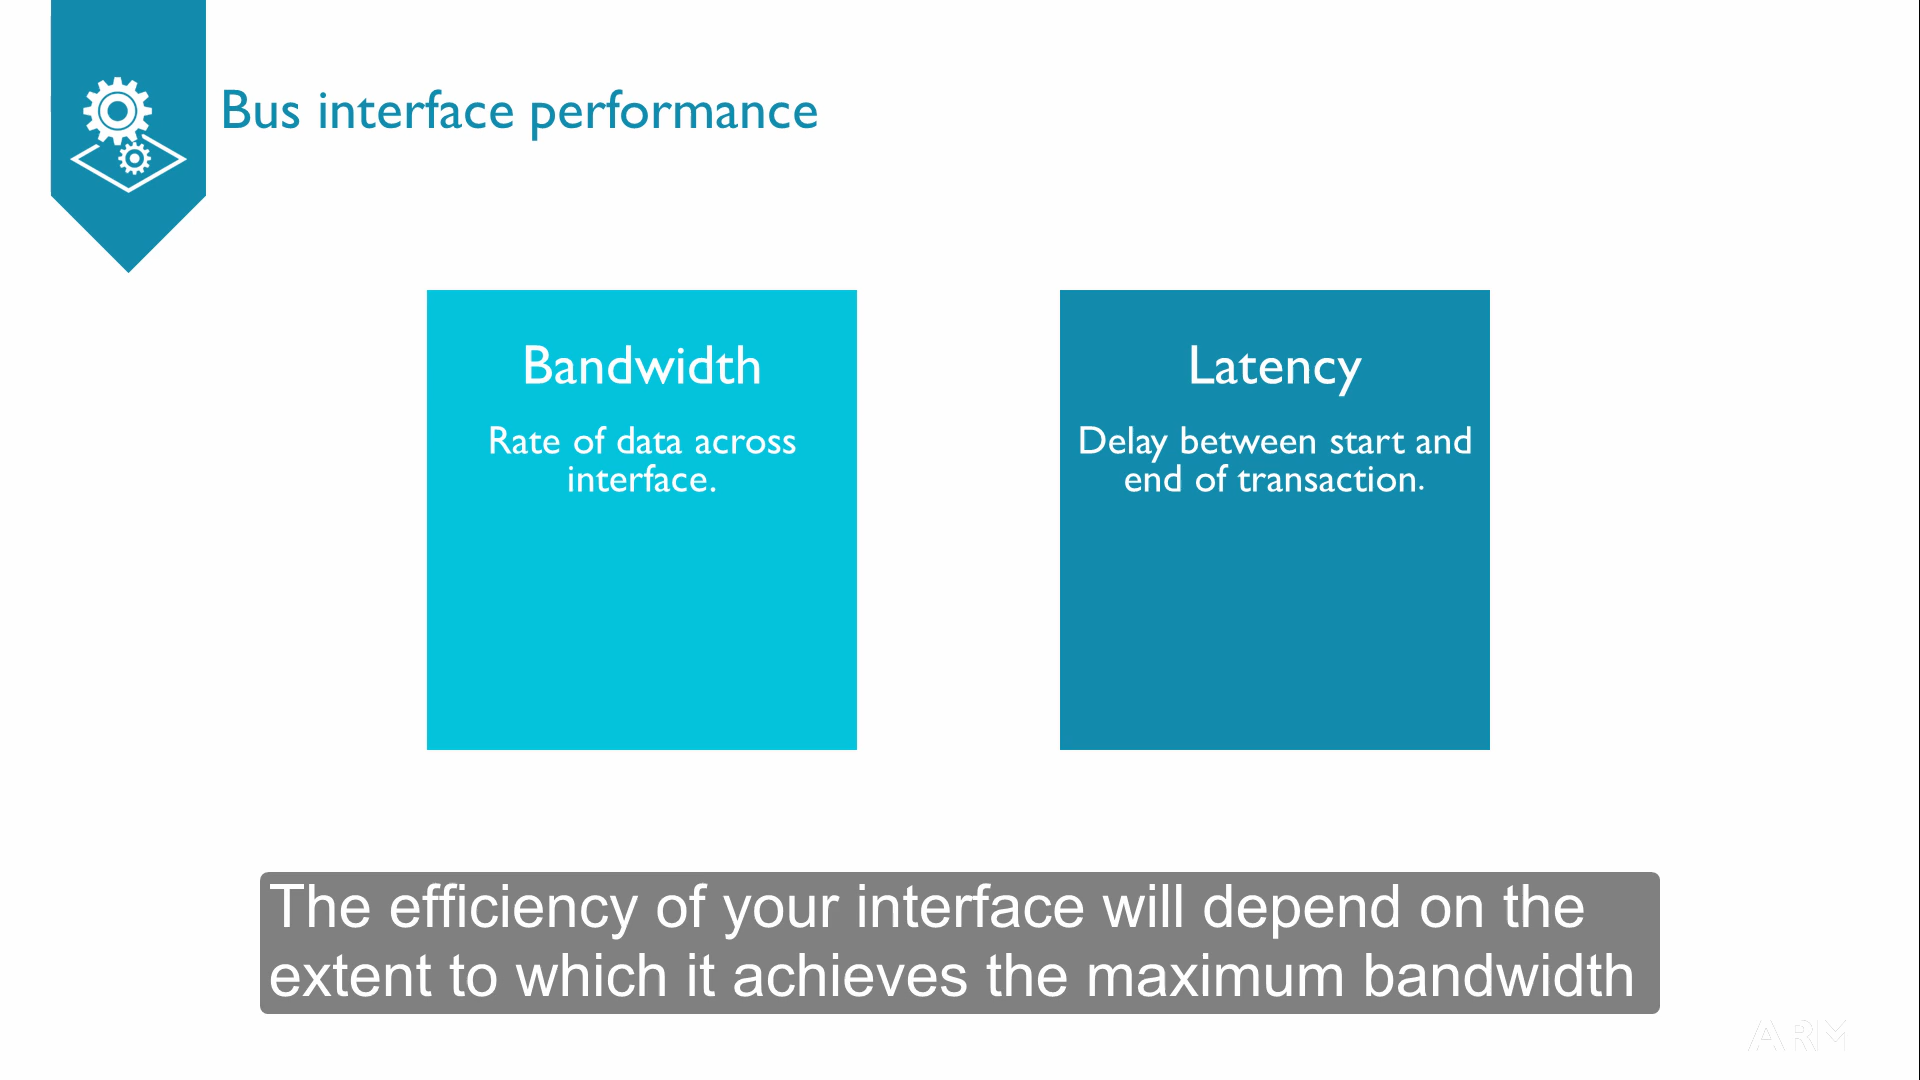 Bus interface performance
Bandwidth
Rate of data across
interface.
Latency
Delay between start and
end of transaction.
The efficiency of your interface will depend on the
extent to which it achieves the maximum bandwidth
ARM